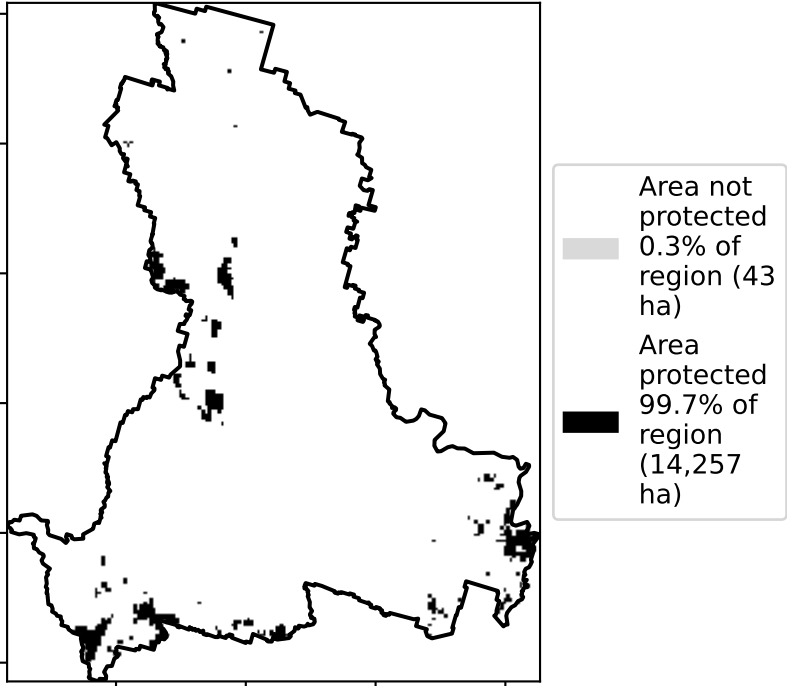 Area not
protected
0.3% of
region (43
ha)
Area
protected
99.7% of
region
(14,257
ha)